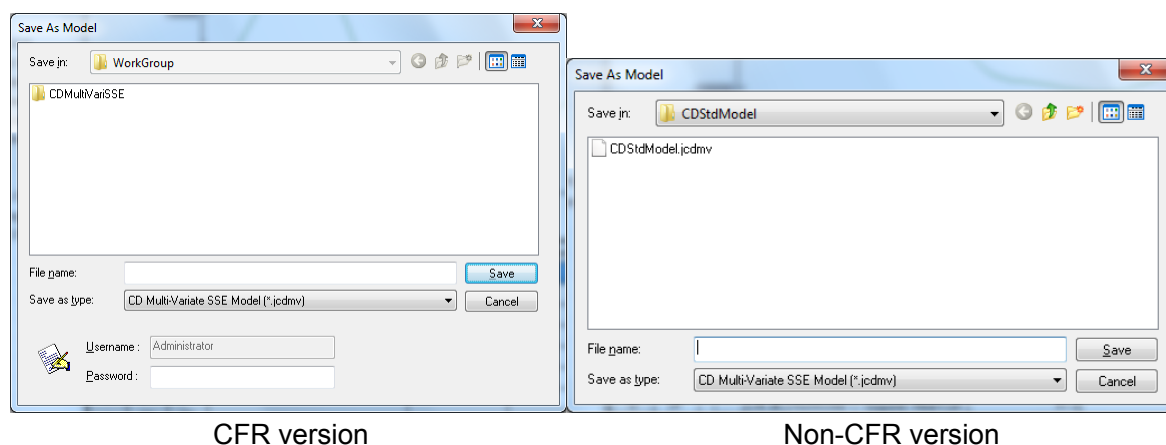 Save As Model
Save in: WorkGroup
CDMultiVariSSE
File name:
Save
Save as type: CD Multi-Variate SSE Model (*.jcdmv)
Cancel
Username : Administrator
Password :
CFR version
Save As Model
Save in: CDStdModel
CDStdModel.jcdmv
File name:
Save
Save as type: CD Multi-Variate SSE Model (*.jcdmv)
Cancel
Non-CFR version